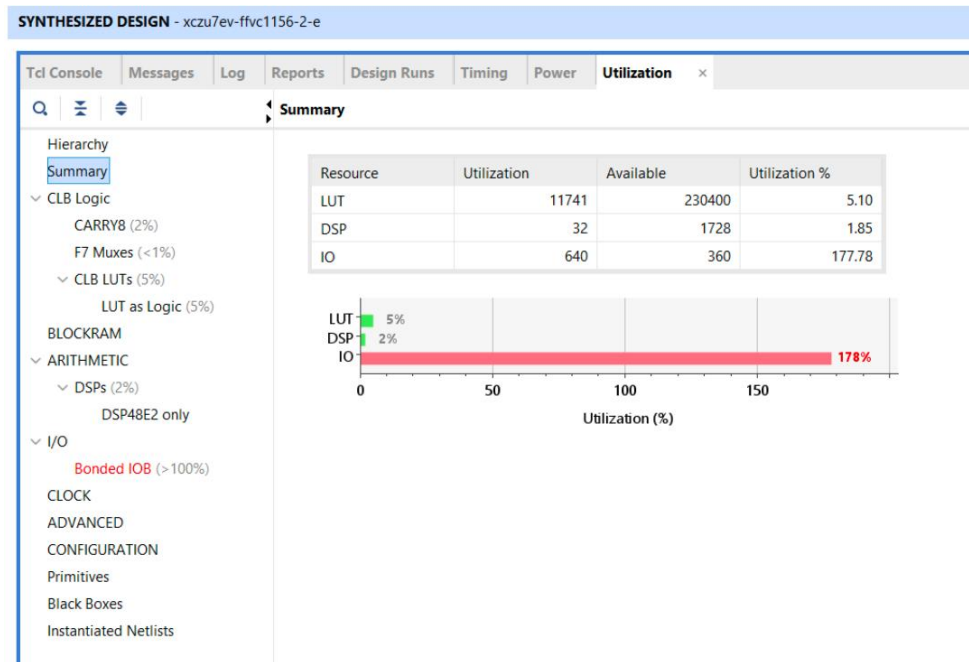 SYNTHESIZED DESIGN - xczu7ev-ffvc1156-2-e
Tcl Console Messages Log Reports Design Runs Timing Power Utilization ×
Summary
Hierarchy
Summary
CLB Logic
CARRY8 (2%)
F7 Muxes (<1%)
CLB LUTs (5%)
LUT as Logic (5%)
BLOCKRAM
ARITHMETIC
DSPs (2%)
DSP48E2 only
I/O
Bonded IOB (>100%)
CLOCK
ADVANCED
CONFIGURATION
Primitives
Black Boxes
Instantiated Netlists
Resource Utilization Available Utilization %
LUT 11741 230400 5.10
DSP 32 1728 1.85
IO 640 360 177.78
LUT 5%
DSP 2%
IO 178%
0 50 100 150
Utilization (%)